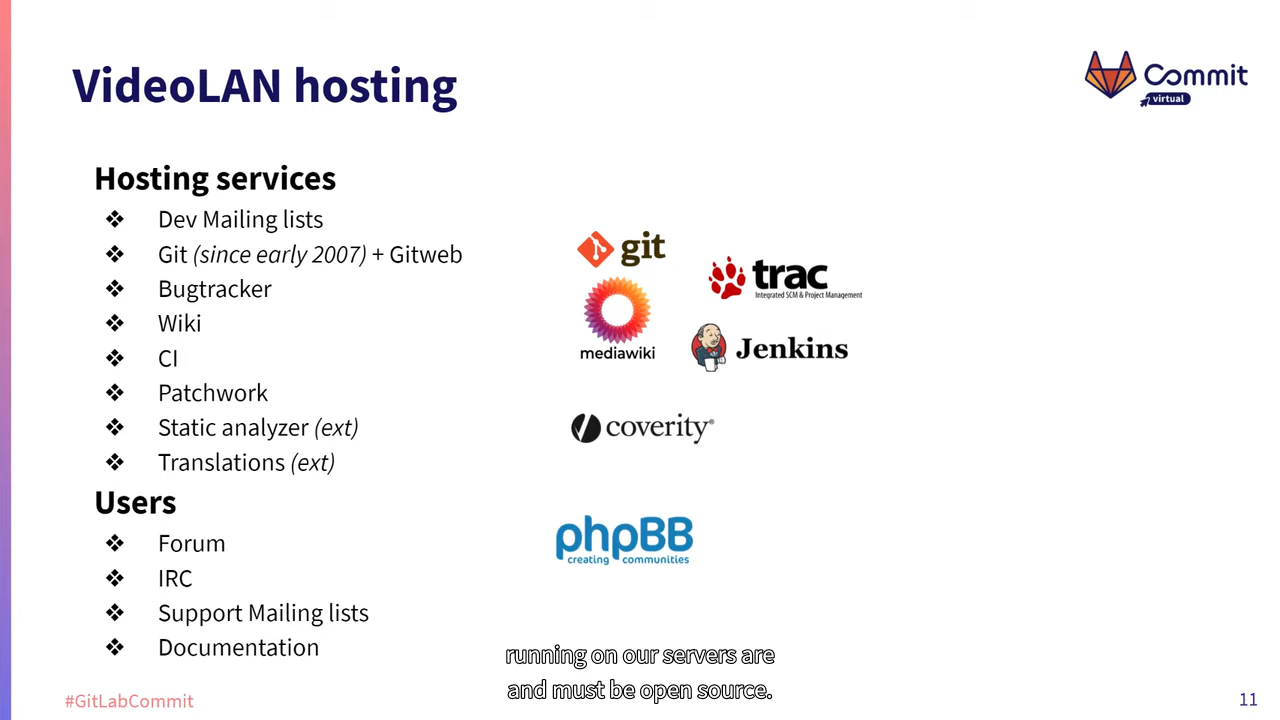 VideoLAN hosting
Commit
virtual
Hosting services
❖ Dev Mailing lists
❖ Git (since early 2007) + Gitweb
❖ Bugtracker
❖ Wiki
❖ CI
❖ Patchwork
❖ Static analyzer (ext)
❖ Translations (ext)
git
trac
Integrated SCM & Project Management
mediawiki
Jenkins
coverity®
Users
❖ Forum
❖ IRC
❖ Support Mailing lists
❖ Documentation
phpBB
creating communities
running on our servers are
and must be open source.
#GitLabCommit
11